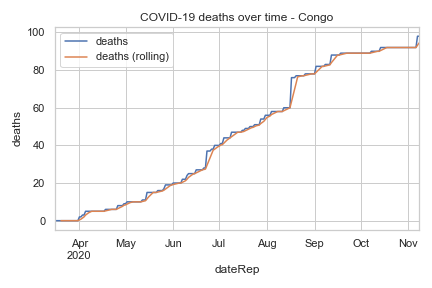 COVID-19 deaths over time - Congo
deaths
deaths (rolling)
100
80
60
40
20
0
deaths
Apr May Jun Jul Aug Sep Oct Nov
2020
dateRep